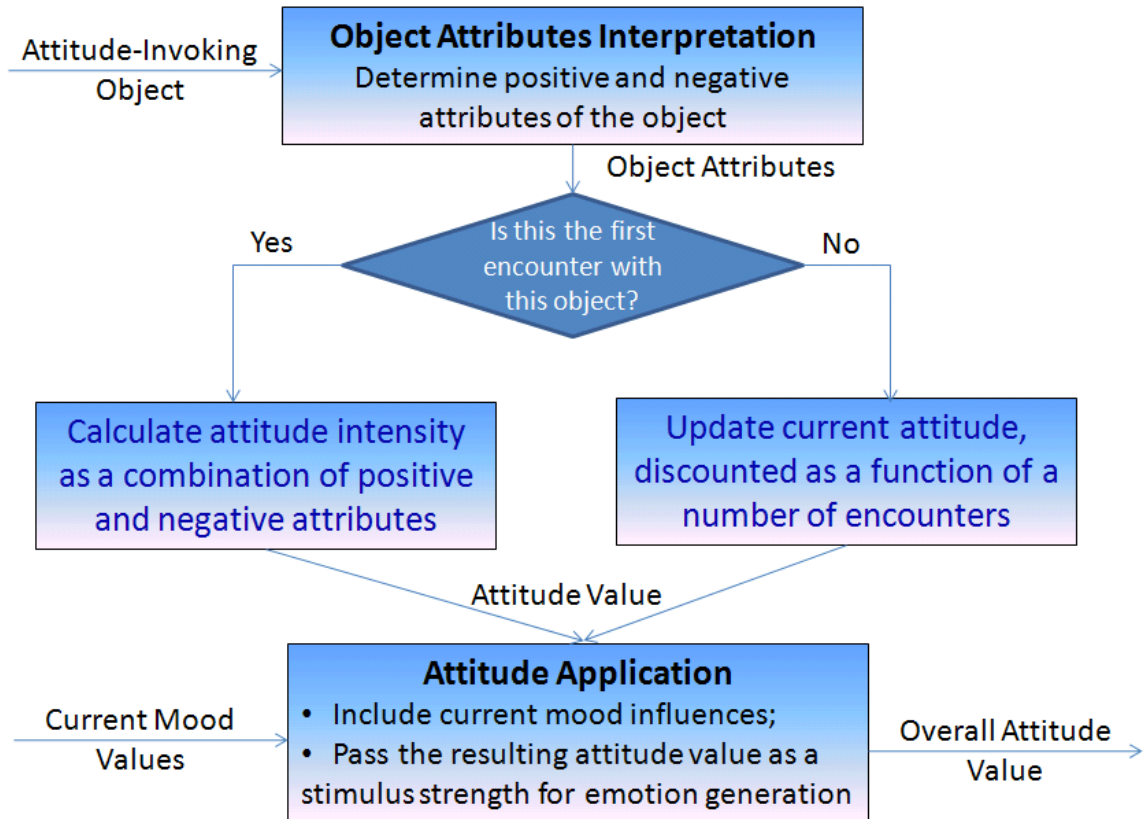 Attitude-Invoking
Object
Object Attributes Interpretation
Determine positive and negative
attributes of the object
Object Attributes
Is this the first
encounter with
this object?
Yes
No
Calculate attitude intensity
as a combination of positive
and negative attributes
Update current attitude,
discounted as a function of a
number of encounters
Attitude Value
Current Mood
Values
Attitude Application
• Include current mood influences;
• Pass the resulting attitude value as a
stimulus strength for emotion generation
Overall Attitude
Value